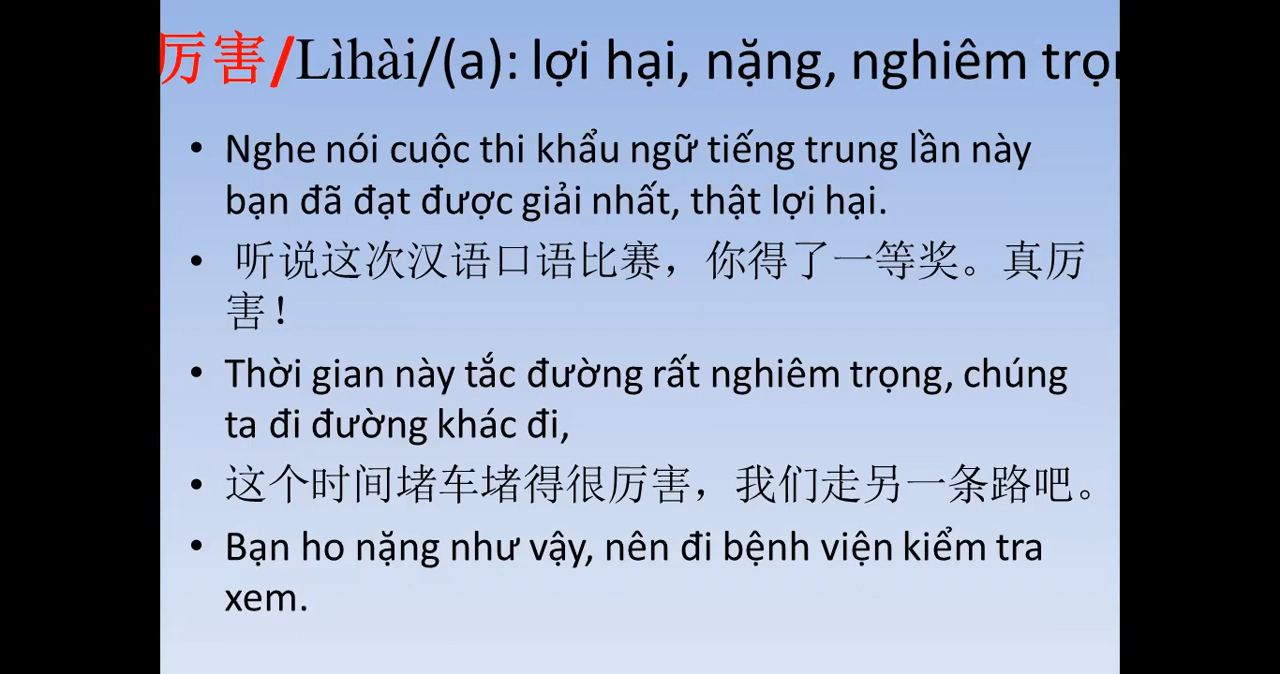 厉害/Lìhài/(a): lợi hại, nặng, nghiêm
• Nghe nói cuộc thi khẩu ngữ tiếng trung lần này
bạn đã đạt được giải nhất, thật lợi hại.
• 听说这次汉语口语比赛，你得了一等奖。真厉
害！
• Thời gian này tắc đường rất nghiêm trọng, chúng
ta đi đường khác đi,
• 这个时间堵车堵得很厉害，我们走另一条路吧。
• Bạn ho nặng như vậy, nên đi bệnh viện kiểm tra
xem.